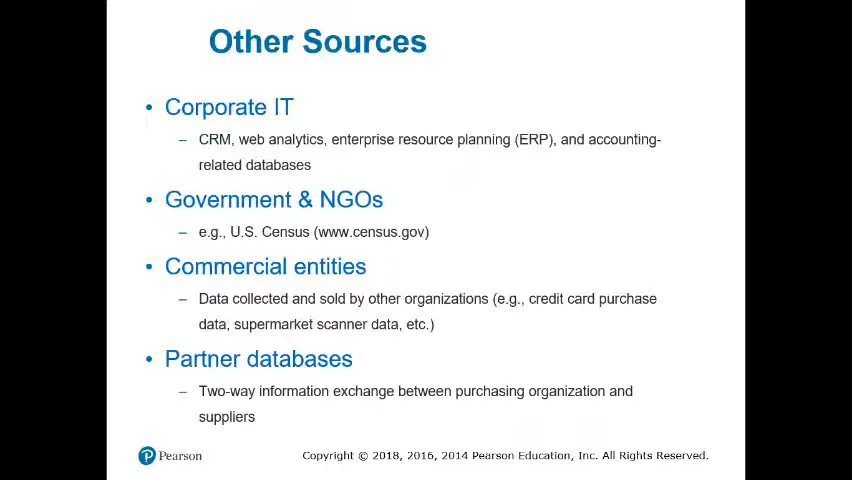 Other Sources
• Corporate IT
– CRM, web analytics, enterprise resource planning (ERP), and accounting-
related databases
• Government & NGOs
– e.g., U.S. Census (www.census.gov)
• Commercial entities
– Data collected and sold by other organizations (e.g., credit card purchase
data, supermarket scanner data, etc.)
• Partner databases
– Two-way information exchange between purchasing organization and
suppliers
P Pearson
Copyright © 2018, 2016, 2014 Pearson Education, Inc. All Rights Reserved.